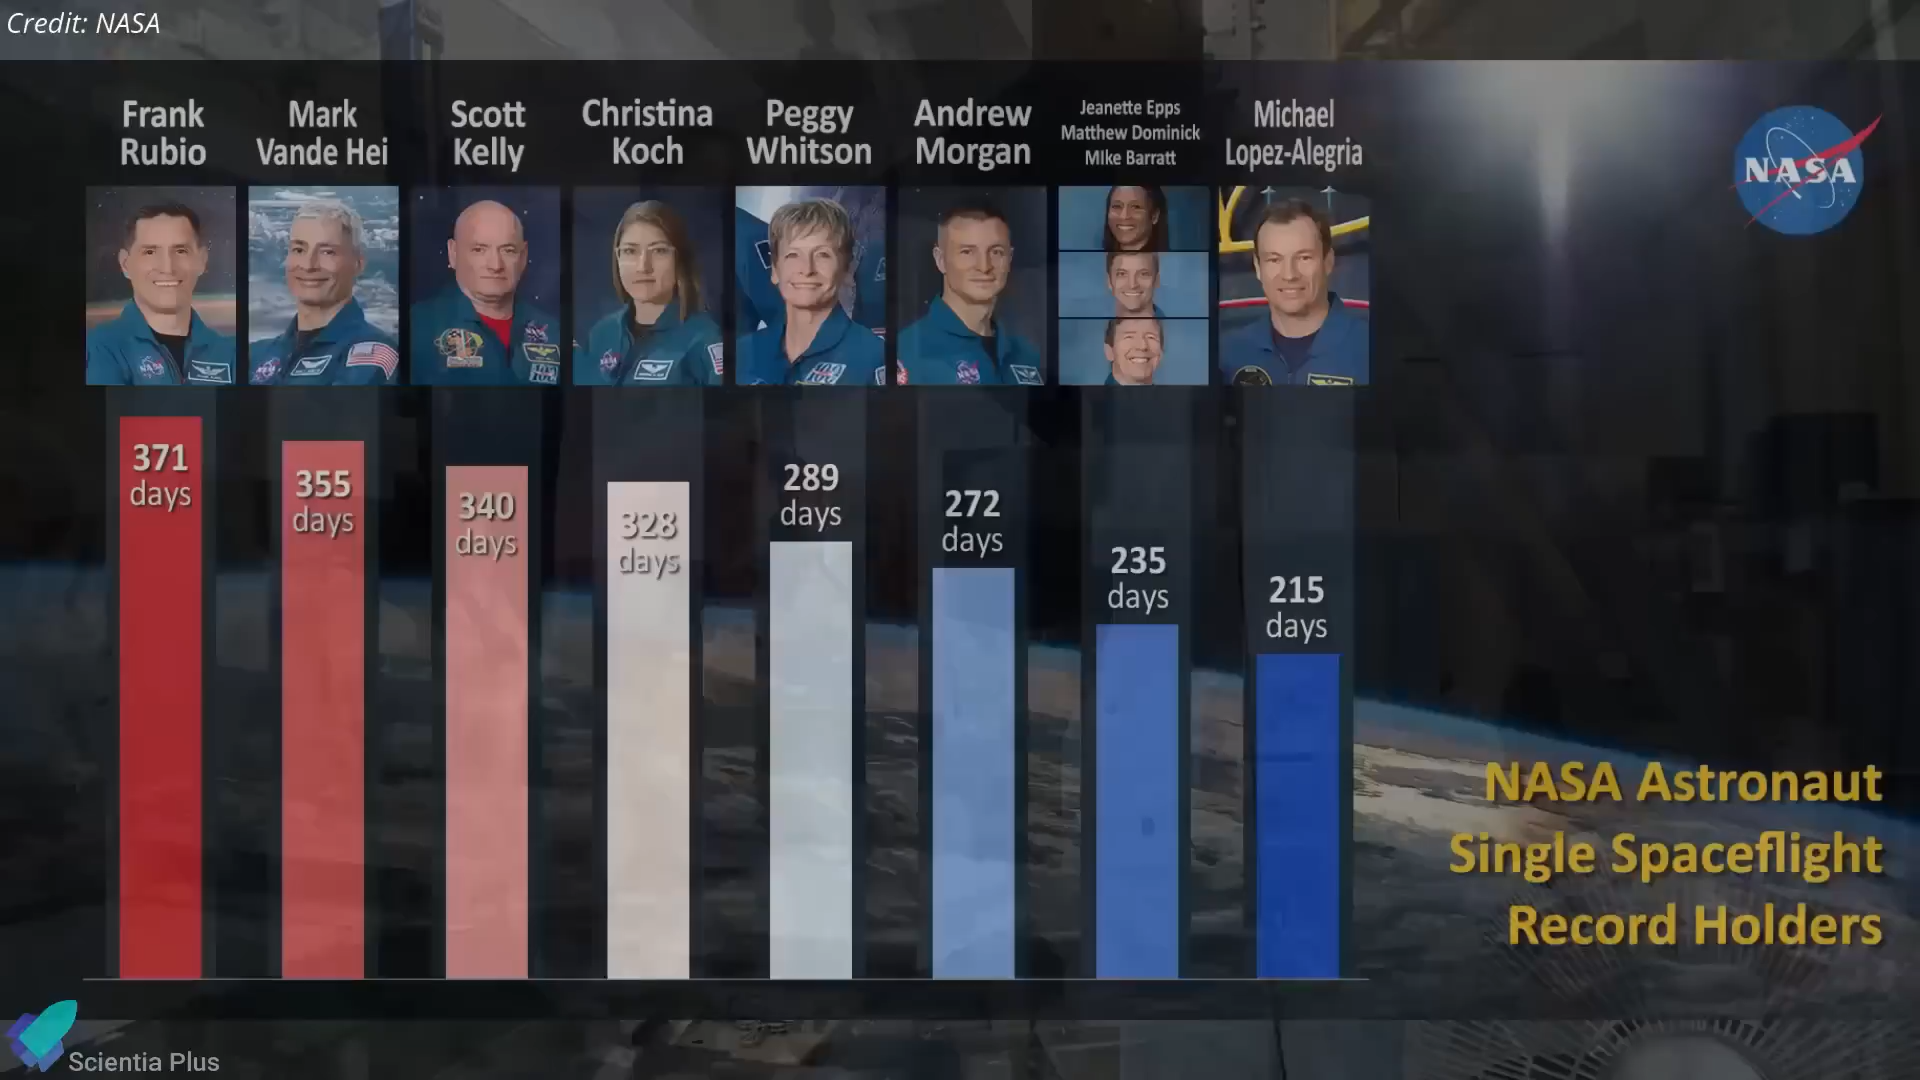 Credit: NASA
Frank
Rubio
Mark
Vande Hei
Scott
Kelly
Christina
Koch
Peggy
Whitson
Andrew
Morgan
Jeanette Epps
Matthew Dominick
MIke Barratt
Michael
Lopez-Alegria
NASA
371
days
355
days
340
days
328
days
289
days
272
days
235
days
215
days
NASA Astronaut
Single Spaceflight
Record Holders
Scientia Plus